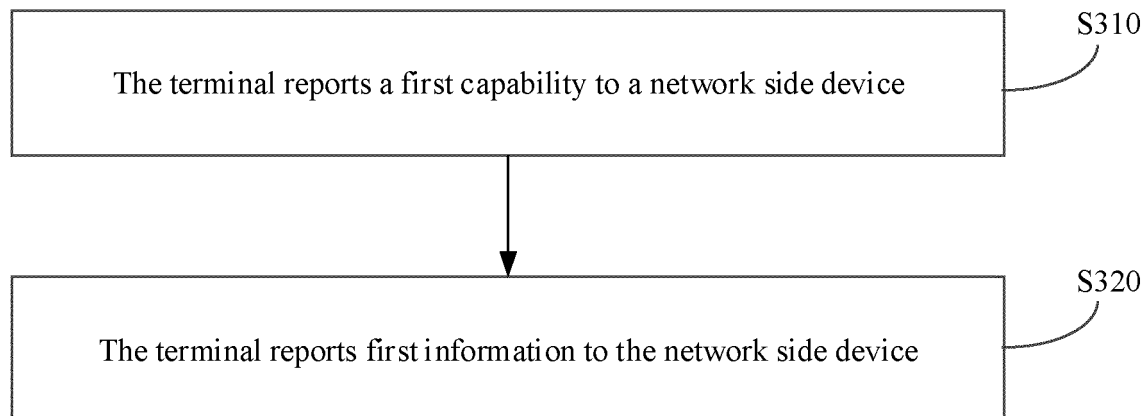 S310
The terminal reports a first capability to a network side device
S320
The terminal reports first information to the network side device